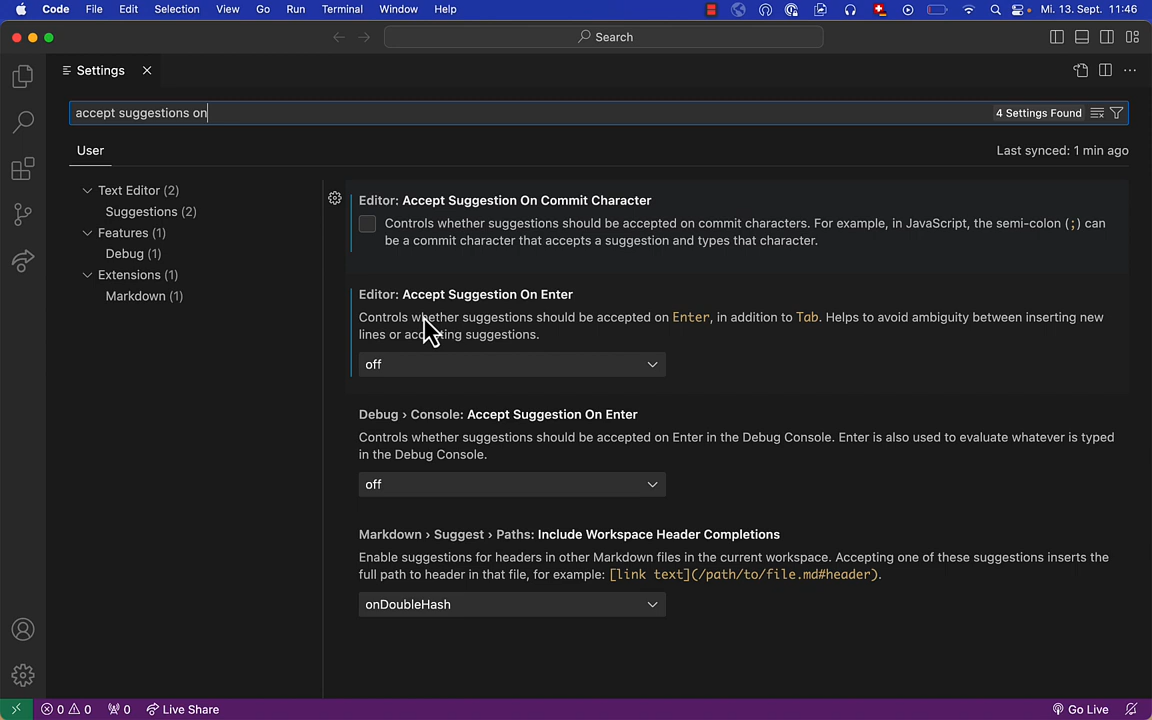 Code File Edit Selection View Go Run Terminal Window Help Mi. 13. Sept. 11:46
Search
Settings
accept suggestions on 4 Settings Found
User Last synced: 1 min ago
Text Editor (2)
Suggestions (2)
Features (1)
Debug (1)
Extensions (1)
Markdown (1)
Editor: Accept Suggestion On Commit Character
Controls whether suggestions should be accepted on commit characters. For example, in JavaScript, the semi-colon (;) can
be a commit character that accepts a suggestion and types that character.
Editor: Accept Suggestion On Enter
Controls whether suggestions should be accepted on Enter, in addition to Tab. Helps to avoid ambiguity between inserting new
lines or accepting suggestions.
off
Debug › Console: Accept Suggestion On Enter
Controls whether suggestions should be accepted on Enter in the Debug Console. Enter is also used to evaluate whatever is typed
in the Debug Console.
off
Markdown › Suggest › Paths: Include Workspace Header Completions
Enable suggestions for headers in other Markdown files in the current workspace. Accepting one of these suggestions inserts the
full path to header in that file, for example: [link text](/path/to/file.md#header).
onDoubleHash
0 0 0 Live Share Go Live